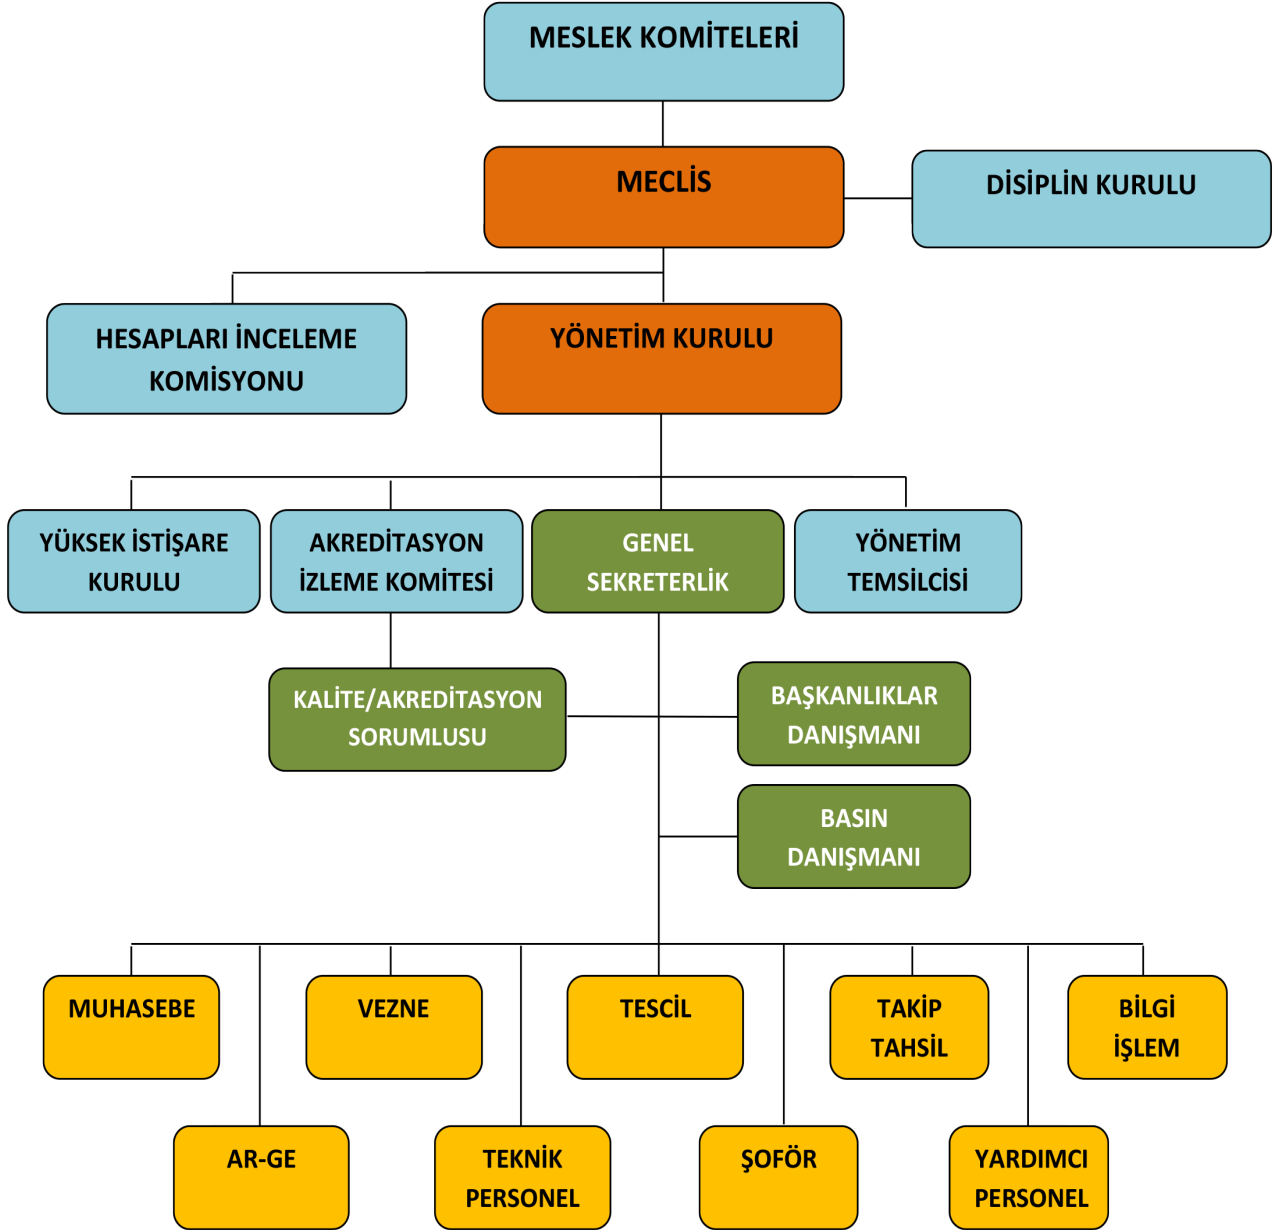 MESLEK KOMİTELERİ
MECLİS
DİSİPLİN KURULU
HESAPLARI İNCELEME
KOMİSYONU
YÖNETİM KURULU
YÜKSEK İSTİŞARE
KURULU
AKREDİTASYON
İZLEME KOMİTESİ
GENEL
SEKRETERLİK
YÖNETİM
TEMSİLCİSİ
KALİTE/AKREDİTASYON
SORUMLUSU
BAŞKANLIKLAR
DANIŞMANI
BASIN
DANIŞMANI
MUHASEBE
VEZNE
TESCİL
TAKİP
TAHSİL
BİLGİ
İŞLEM
AR-GE
TEKNİK
PERSONEL
ŞOFÖR
YARDIMCI
PERSONEL